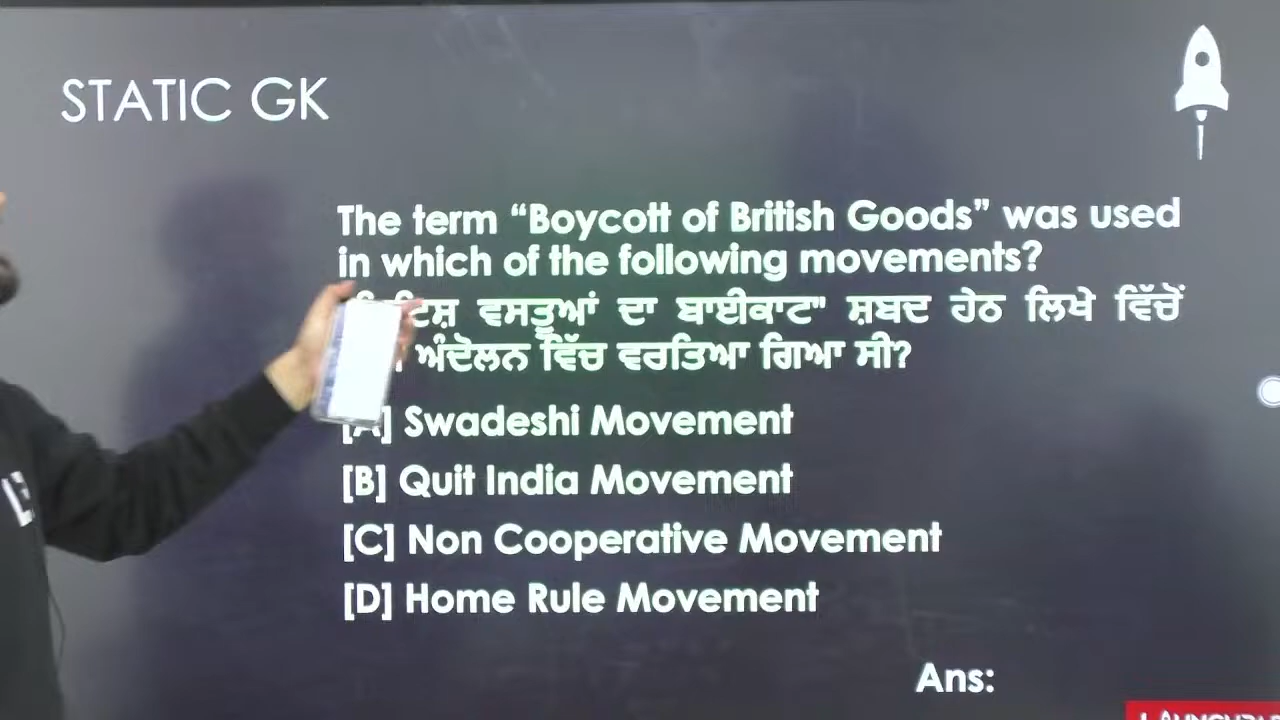 STATIC GK
The term “Boycott of British Goods” was used
in which of the following movements?
ਵਸਤੂਆਂ ਦਾ ਬਾਈਕਾਟ" ਸ਼ਬਦ ਹੇਠ ਲਿਖੇ ਵਿੱਚੋਂ
ਅੰਦੋਲਨ ਵਿੱਚ ਵਰਤਿਆ ਗਿਆ ਸੀ?
[A] Swadeshi Movement
[B] Quit India Movement
[C] Non Cooperative Movement
[D] Home Rule Movement
Ans: